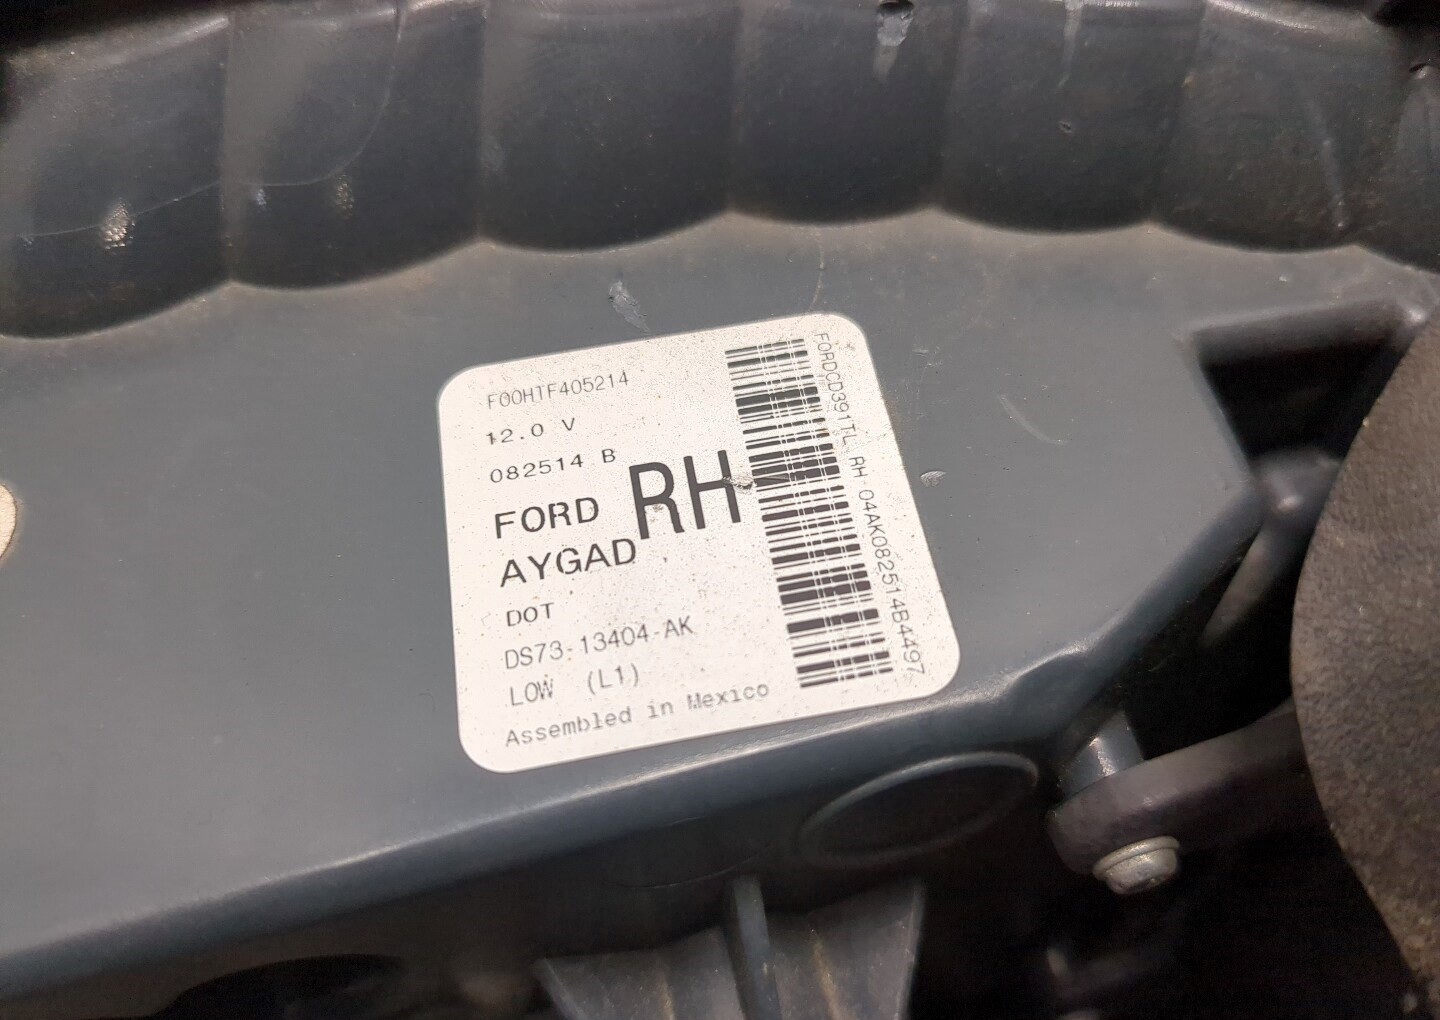 F00HTF405214
12.0 V
082514 B
FORD
RH
AYGAD
DOT
DS73-13404-AK
LOW (L1)
Assembled in Mexico
FORDCD391TL RH 04AK082514B4497